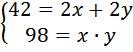 42 = 2x + 2y
98 = x · y